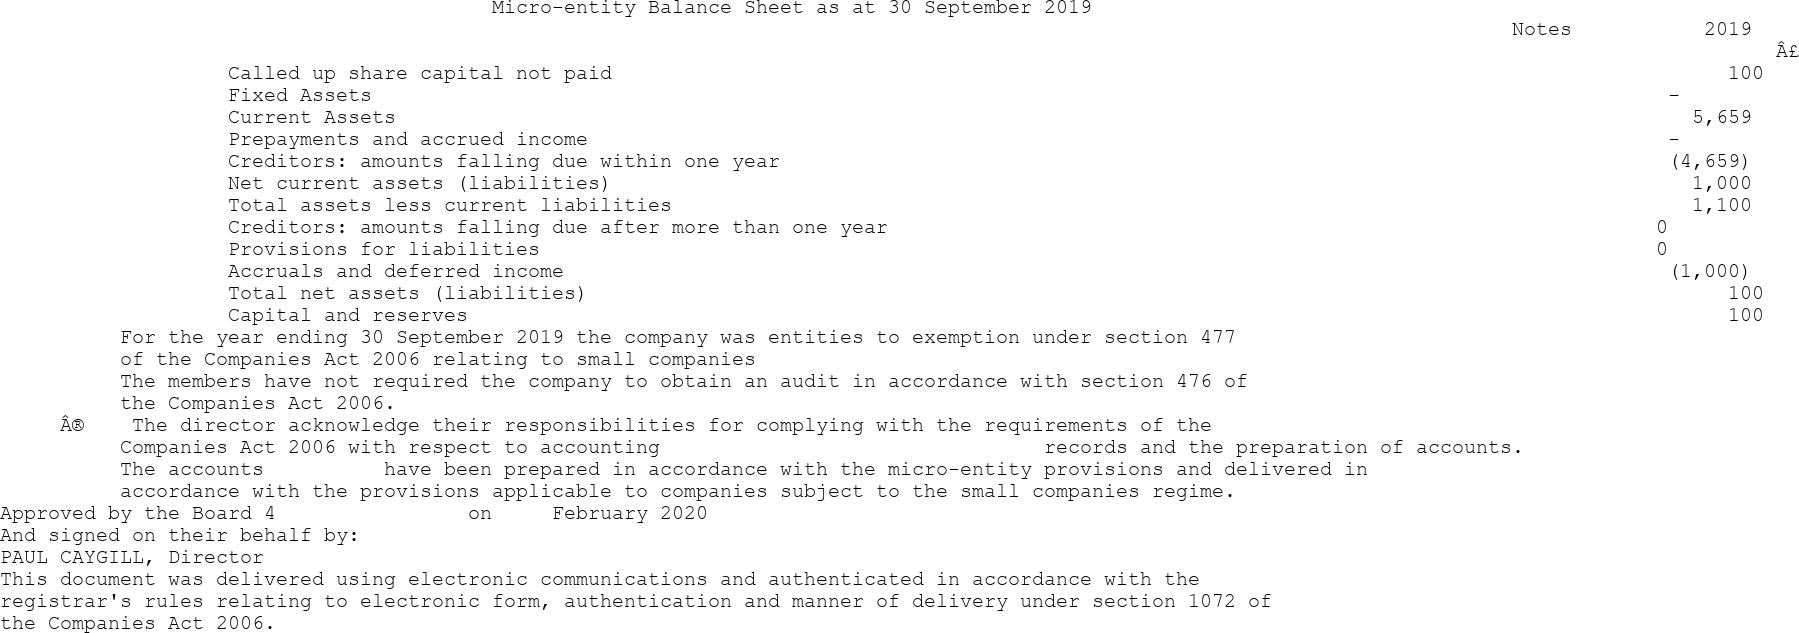 Micro-entity Balance Sheet as at 30 September 2019
Notes 2019
Â£
Called up share capital not paid 100
Fixed Assets -
Current Assets 5,659
Prepayments and accrued income -
Creditors: amounts falling due within one year (4,659)
Net current assets (liabilities) 1,000
Total assets less current liabilities 1,100
Creditors: amounts falling due after more than one year 0
Provisions for liabilities 0
Accruals and deferred income (1,000)
Total net assets (liabilities) 100
Capital and reserves 100
For the year ending 30 September 2019 the company was entities to exemption under section 477
of the Companies Act 2006 relating to small companies
The members have not required the company to obtain an audit in accordance with section 476 of
the Companies Act 2006.
Â® The director acknowledge their responsibilities for complying with the requirements of the
Companies Act 2006 with respect to accounting records and the preparation of accounts.
The accounts have been prepared in accordance with the micro-entity provisions and delivered in
accordance with the provisions applicable to companies subject to the small companies regime.
Approved by the Board 4 on February 2020
And signed on their behalf by:
PAUL CAYGILL, Director
This document was delivered using electronic communications and authenticated in accordance with the
registrar's rules relating to electronic form, authentication and manner of delivery under section 1072 of
the Companies Act 2006.